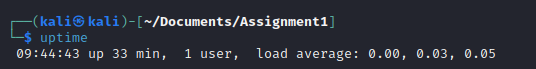 ┌──(kali㉿kali)-[~/Documents/Assignment1]
└─$ uptime
 09:44:43 up 33 min,  1 user,  load average: 0.00, 0.03, 0.05